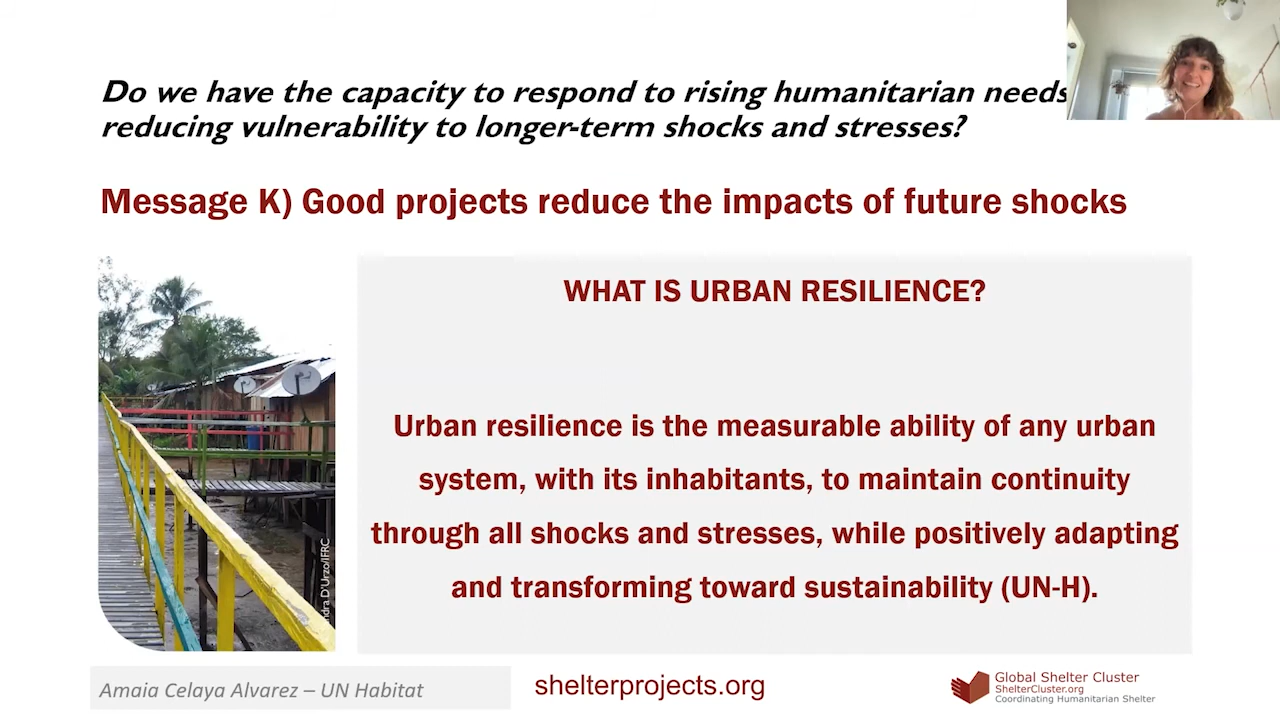 Do we have the capacity to respond to rising humanitarian needs
reducing vulnerability to longer-term shocks and stresses?
Message K) Good projects reduce the impacts of future shocks
WHAT IS URBAN RESILIENCE?
Urban resilience is the measurable ability of any urban
system, with its inhabitants, to maintain continuity
through all shocks and stresses, while positively adapting
and transforming toward sustainability (UN-H).
D'Urzo/IFRC
Amaia Celaya Alvarez – UN Habitat
shelterprojects.org
Global Shelter Cluster
ShelterCluster.org
Coordinating Humanitarian Shelter